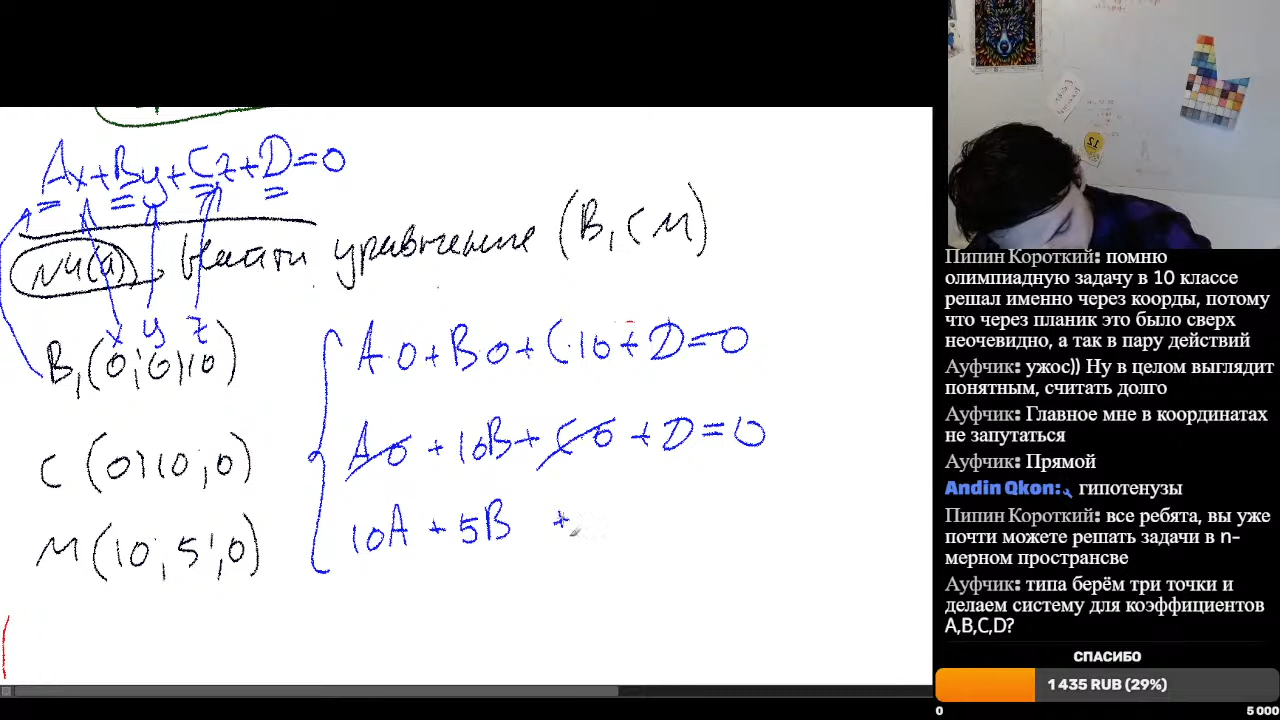 Ax+By+Cz+D=0
N4(а). Найти уравнение (B₁CM)
x y z
B₁(0;0;10)
A·0+B·0+C·10+D=0
C(0;10;0)
A·0+10B+C·0+D=0
M(10;5;0)
10A+5B +
Пипин Короткий: помню
олимпиадную задачу в 10 классе
решал именно через коорды, потому
что через планик это было сверх
неочевидно, а так в пару действий
Ауфчик: ужос)) Ну в целом выглядит
понятным, считать долго
Ауфчик: Главное мне в координатах
не запутаться
Ауфчик: Прямой
Andin Qkon: гипотенузы
Пипин Короткий: все ребята, вы уже
почти можете решать задачи в n-
мерном пространсве
Ауфчик: типа берём три точки и
делаем систему для коэффициентов
A,B,C,D?
СПАСИБО
1 435 RUB (29%)
0 5 000